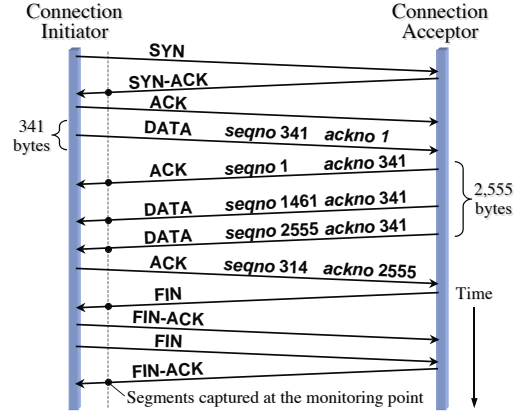 Connection Initiator
Connection Acceptor
SYN
SYN-ACK
ACK
341 bytes
DATA seqno 341 ackno 1
ACK seqno 1 ackno 341
2,555 bytes
DATA seqno 1461 ackno 341
DATA seqno 2555 ackno 341
ACK seqno 314 ackno 2555
FIN
Time
FIN-ACK
FIN
FIN-ACK
Segments captured at the monitoring point